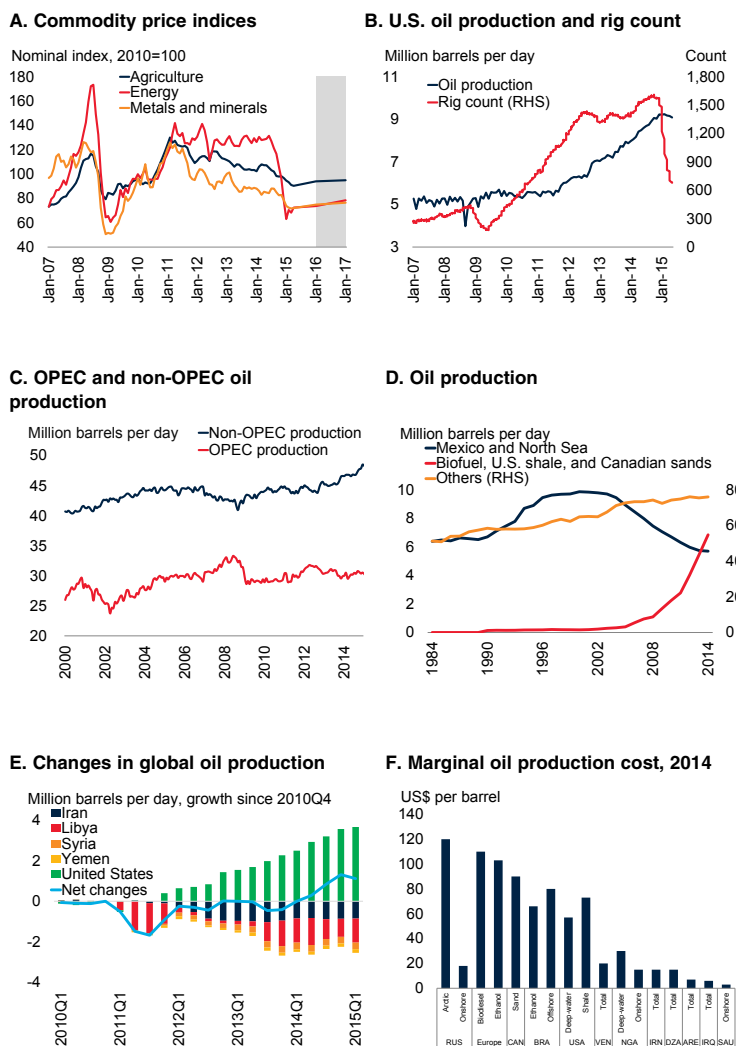 A. Commodity price indices
Nominal index, 2010=100
180
160
140
120
100
80
60
40
Agriculture
Energy
Metals and minerals
Jan-07
Jan-08
Jan-09
Jan-10
Jan-11
Jan-12
Jan-13
Jan-14
Jan-15
Jan-16
Jan-17
B. U.S. oil production and rig count
Million barrels per day
Count
11
9
7
5
3
Oil production
Rig count (RHS)
1,800
1,500
1,200
900
600
300
0
Jan-07
Jan-08
Jan-09
Jan-10
Jan-11
Jan-12
Jan-13
Jan-14
Jan-15
C. OPEC and non-OPEC oil
production
Million barrels per day
Non-OPEC production
OPEC production
50
45
40
35
30
25
20
2000
2002
2004
2006
2008
2010
2012
2014
D. Oil production
Million barrels per day
Mexico and North Sea
Biofuel, U.S. shale, and Canadian sands
Others (RHS)
10
8
6
4
2
0
80
60
40
20
0
1984
1990
1996
2002
2008
2014
E. Changes in global oil production
Million barrels per day, growth since 2010Q4
Iran
Libya
Syria
Yemen
United States
Net changes
4
2
0
-2
-4
2010Q1
2011Q1
2012Q1
2013Q1
2014Q1
2015Q1
F. Marginal oil production cost, 2014
US$ per barrel
140
120
100
80
60
40
20
0
Arctic
Onshore
Biodiesel
Ethanol
Sand
Ethanol
Offshore
Deep-water
Shale
Total
Deep-water
Onshore
Total
Total
Total
Total
Onshore
RUS
Europe
CAN
BRA
USA
VEN
NGA
IRN
DZA
ARE
IRQ
SAU